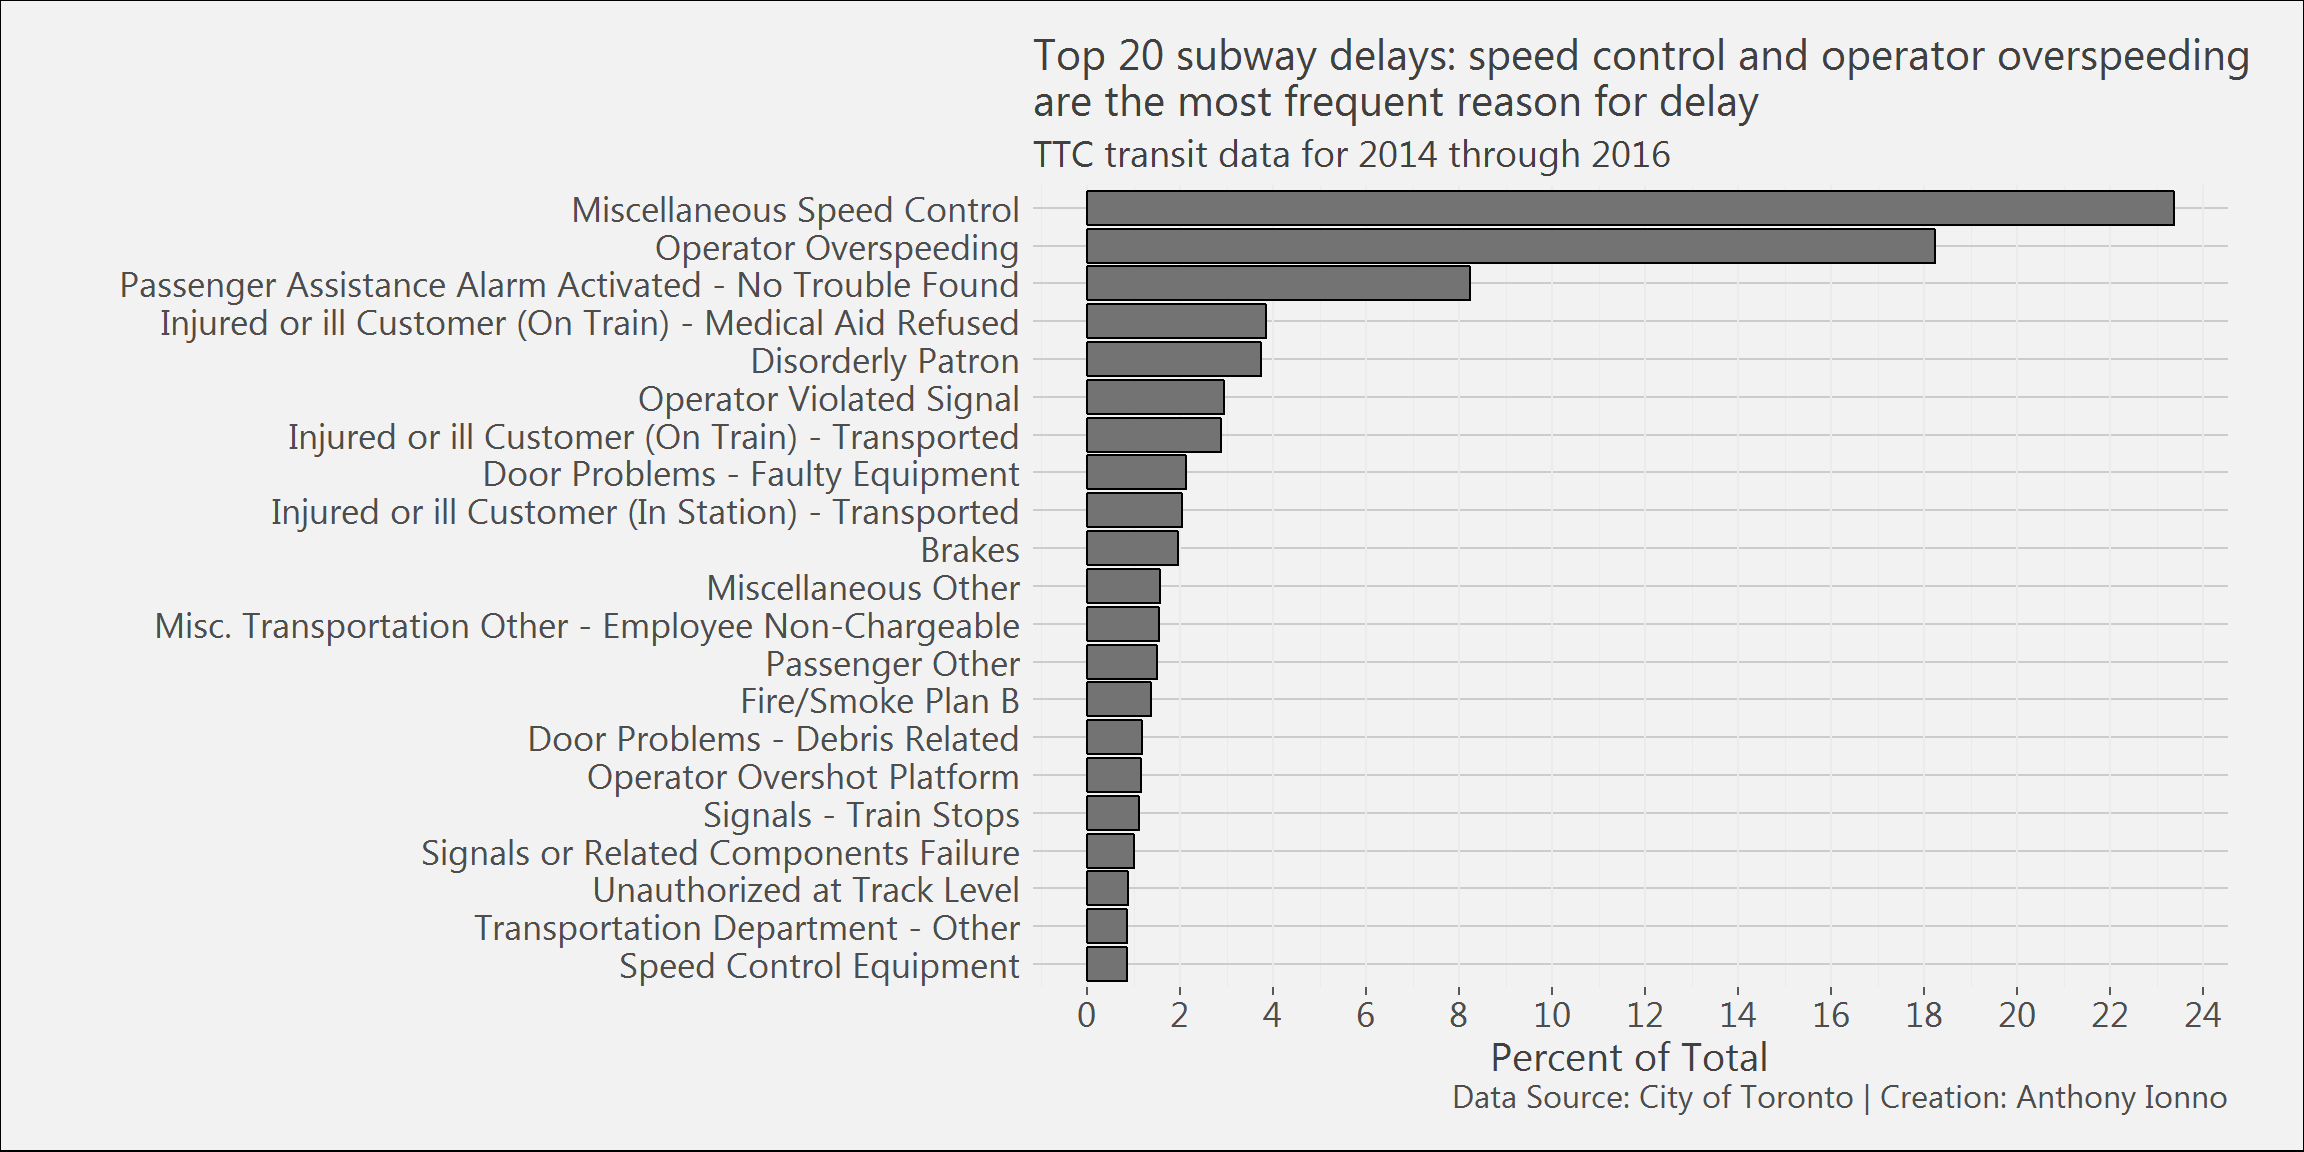 Top 20 subway delays: speed control and operator overspeeding
are the most frequent reason for delay
TTC transit data for 2014 through 2016
Miscellaneous Speed Control
Operator Overspeeding
Passenger Assistance Alarm Activated - No Trouble Found
Injured or ill Customer (On Train) - Medical Aid Refused
Disorderly Patron
Operator Violated Signal
Injured or ill Customer (On Train) - Transported
Door Problems - Faulty Equipment
Injured or ill Customer (In Station) - Transported
Brakes
Miscellaneous Other
Misc. Transportation Other - Employee Non-Chargeable
Passenger Other
Fire/Smoke Plan B
Door Problems - Debris Related
Operator Overshot Platform
Signals - Train Stops
Signals or Related Components Failure
Unauthorized at Track Level
Transportation Department - Other
Speed Control Equipment
0 2 4 6 8 10 12 14 16 18 20 22 24
Percent of Total
Data Source: City of Toronto | Creation: Anthony Ionno